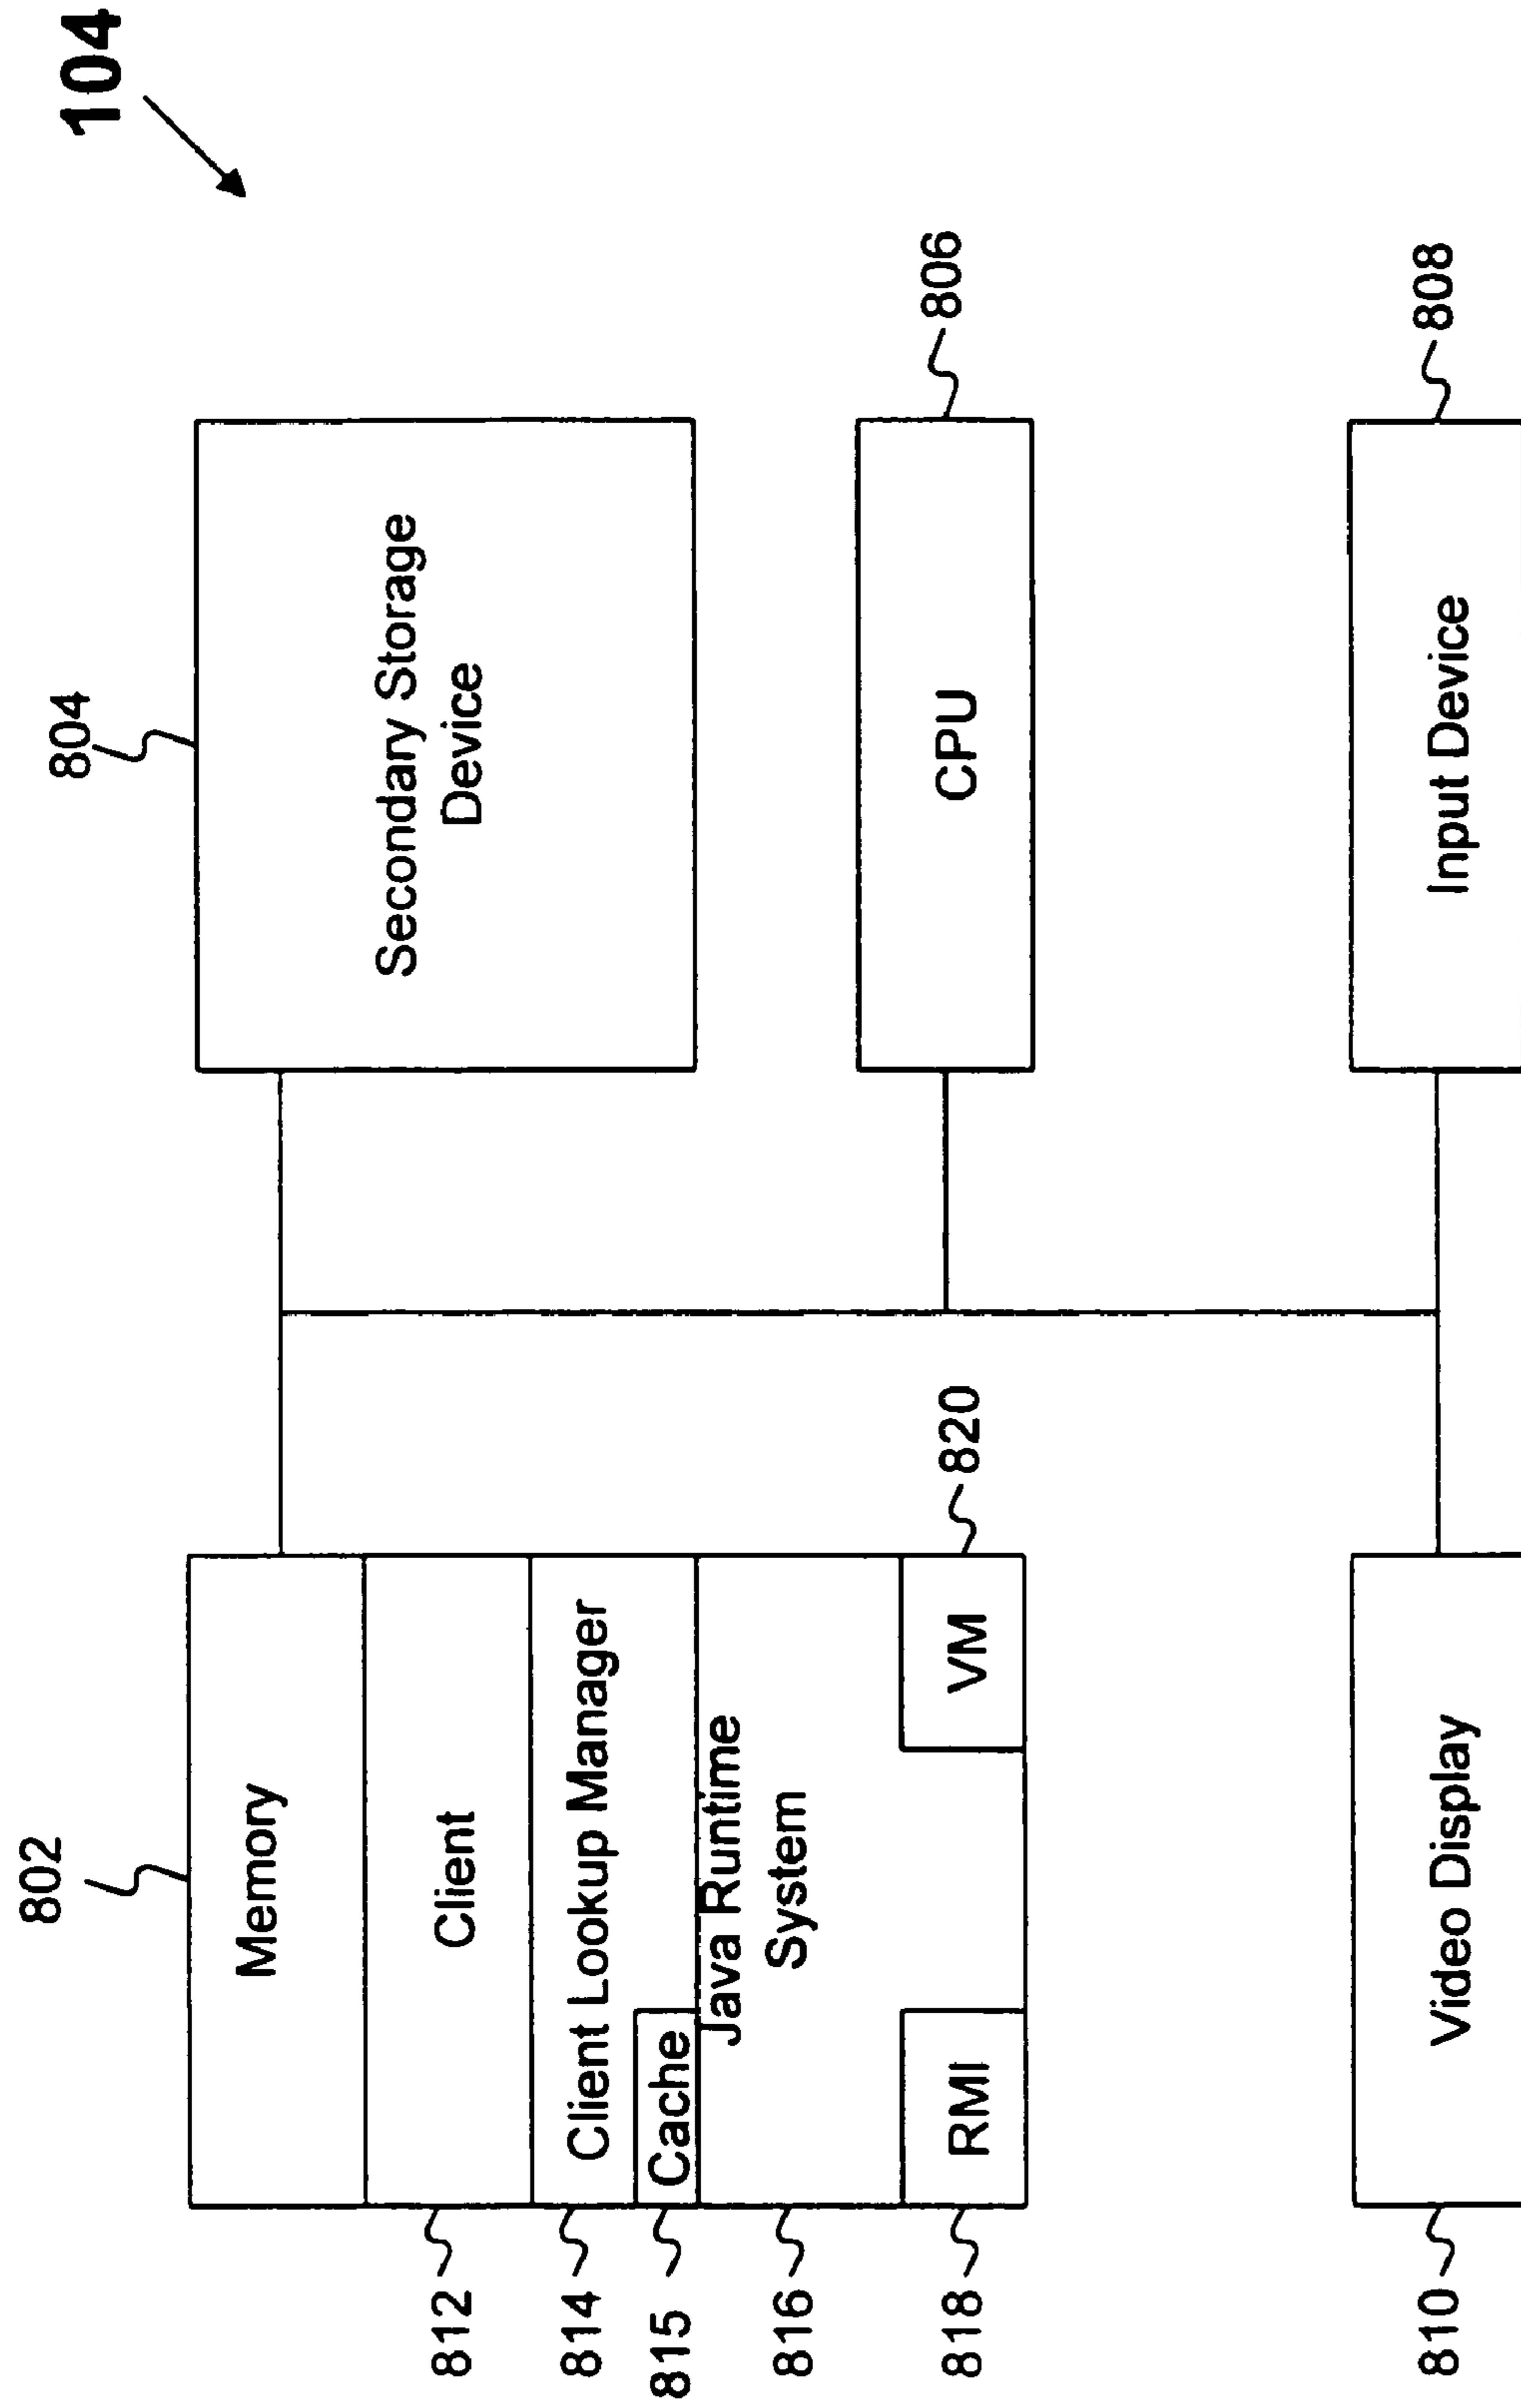 104
802
804
Memory
Secondary Storage
Device
812
Client
814
Client Lookup Manager
815
Cache
816
Java Runtime
System
818
RMI
VM
820
CPU
806
810
Video Display
Input Device
808